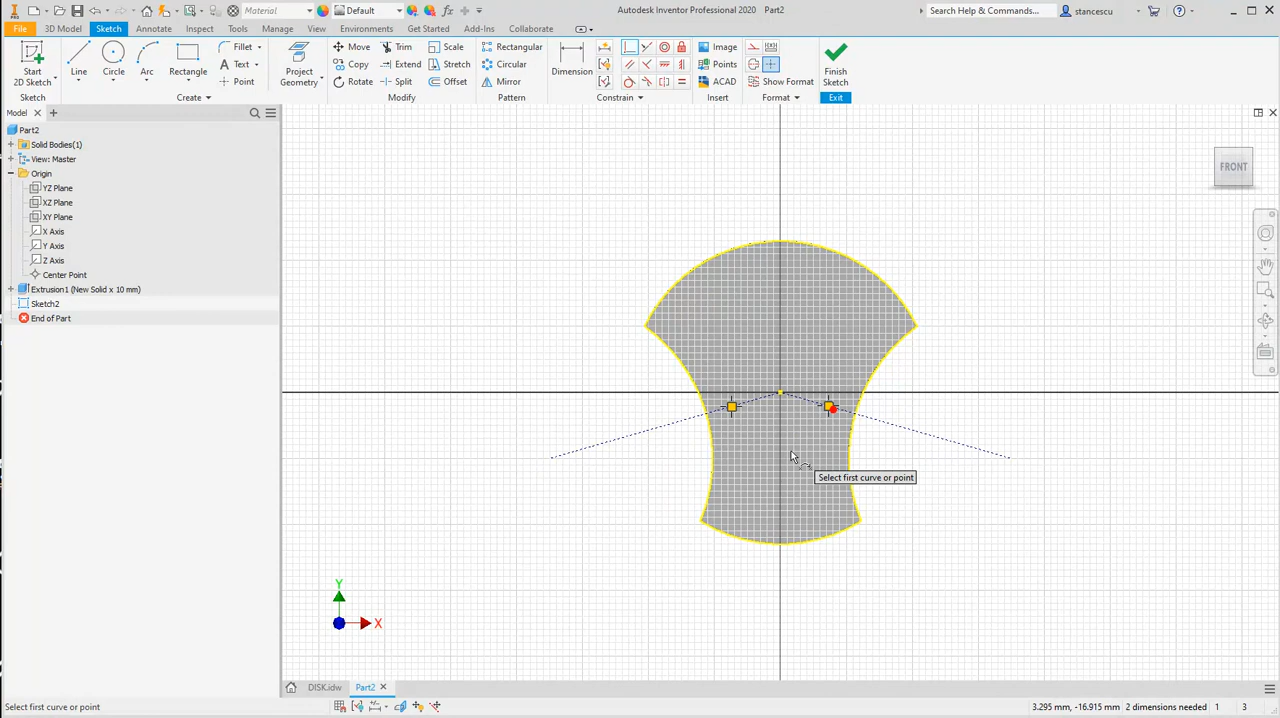 Material
Default
Autodesk Inventor Professional 2020 Part2
Search Help & Commands...
stancescu
PRO
File
3D Model
Sketch
Annotate
Inspect
Tools
Manage
View
Environments
Get Started
Add-Ins
Collaborate
Start
2D Sketch
Line
Circle
Arc
Rectangle
Fillet
Text
Point
Project
Geometry
Move
Copy
Rotate
Trim
Extend
Split
Scale
Stretch
Offset
Rectangular
Circular
Mirror
Dimension
Image
Points
ACAD
Show Format
Finish
Sketch
Sketch
Create
Modify
Pattern
Constrain
Insert
Format
Exit
Model
Part2
Solid Bodies(1)
View: Master
Origin
YZ Plane
XZ Plane
XY Plane
X Axis
Y Axis
Z Axis
Center Point
Extrusion1 (New Solid x 10 mm)
Sketch2
End of Part
FRONT
Select first curve or point
Y
X
DISK.idw
Part2
Select first curve or point
3.295 mm, -16.915 mm
2 dimensions needed
1
3